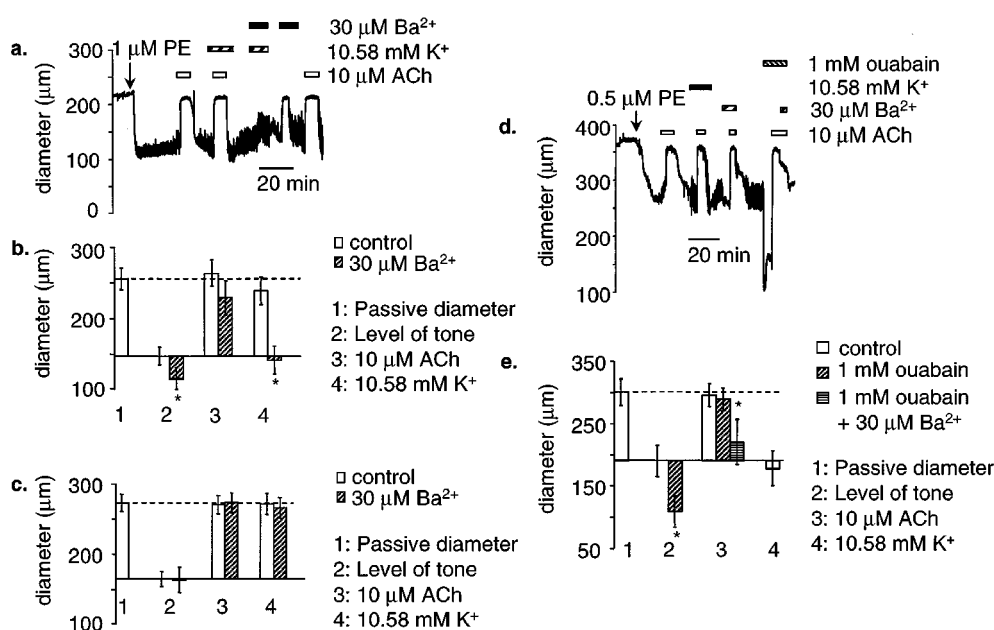 a.
30 μM Ba²⁺
10.58 mM K⁺
10 μM ACh
1 μM PE
300
200
100
0
diameter (μm)
20 min
b.
300
200
100
diameter (μm)
1 2 3 4
* *
control
30 μM Ba²⁺
1: Passive diameter
2: Level of tone
3: 10 μM ACh
4: 10.58 mM K⁺
c.
300
200
100
diameter (μm)
1 2 3 4
control
30 μM Ba²⁺
1: Passive diameter
2: Level of tone
3: 10 μM ACh
4: 10.58 mM K⁺
d.
1 mM ouabain
10.58 mM K⁺
30 μM Ba²⁺
10 μM ACh
0.5 μM PE
400
300
200
100
diameter (μm)
20 min
e.
350
250
150
50
diameter (μm)
1 2 3 4
* *
control
1 mM ouabain
1 mM ouabain
+ 30 μM Ba²⁺
1: Passive diameter
2: Level of tone
3: 10 μM ACh
4: 10.58 mM K⁺